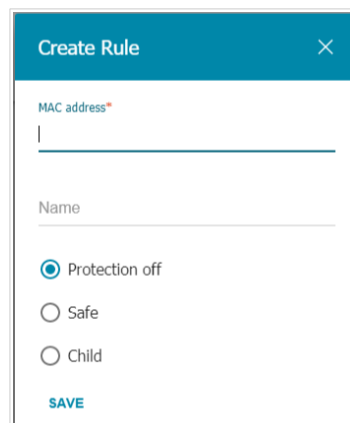 Create Rule
MAC address*
Name
Protection off
Safe
Child
SAVE